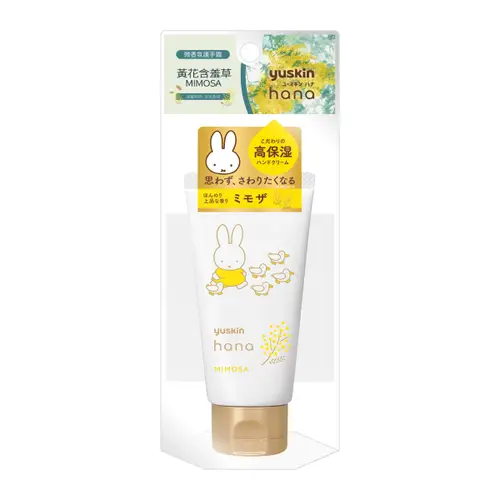 微香氛護手霜
黃花含羞草
MIMOSA
yuskin
ユースキン ハナ
hana
こだわりの
高保湿
ハンドクリーム
思わず、さわりたくなる
ほんのり
上品な香り
ミモザ
yuskin
hana
MIMOSA